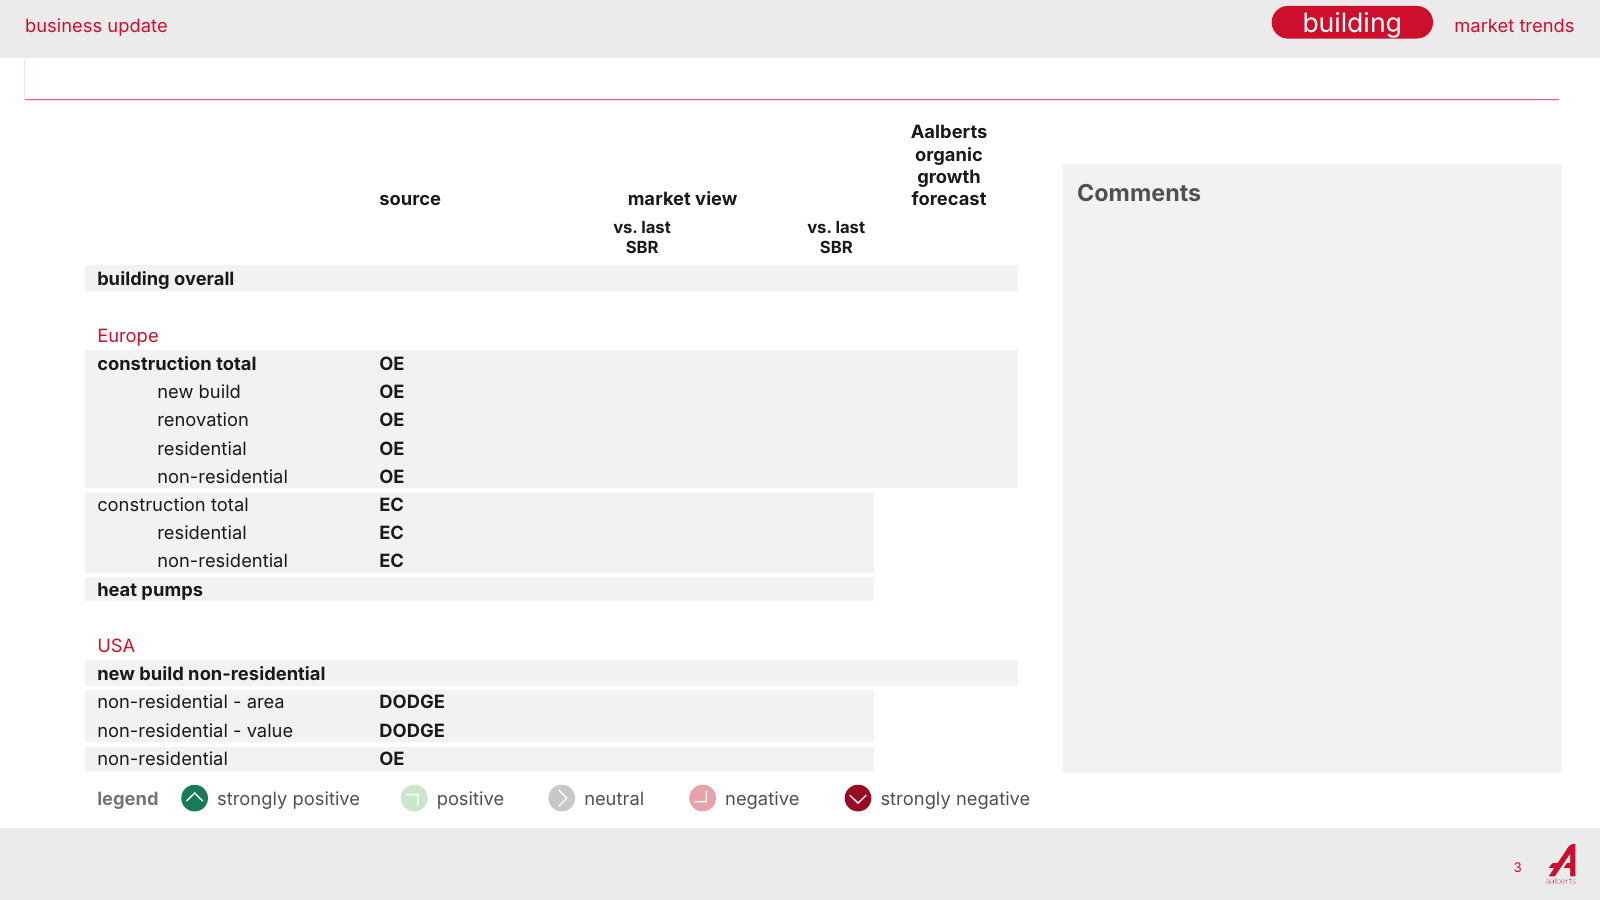 business update
building
market trends
Aalberts
organic
growth
forecast
source
market view
vs. last
SBR
vs. last
SBR
building overall
Europe
construction total OE
new build OE
renovation OE
residential OE
non-residential OE
construction total EC
residential EC
non-residential EC
heat pumps
USA
new build non-residential
non-residential - area DODGE
non-residential - value DODGE
non-residential OE
legend strongly positive positive neutral negative strongly negative
Comments
3
aalberts